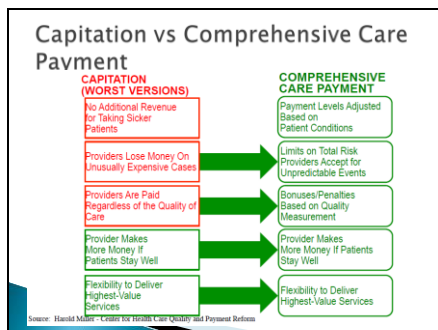 Capitation vs Comprehensive Care
Payment
CAPITATION
(WORST VERSIONS)
COMPREHENSIVE
CARE PAYMENT
No Additional Revenue
for Taking Sicker
Patients
Payment Levels Adjusted
Based on
Patient Conditions
Providers Lose Money On
Unusually Expensive Cases
Limits on Total Risk
Providers Accept for
Unpredictable Events
Providers Are Paid
Regardless of the Quality of
Care
Bonuses/Penalties
Based on Quality
Measurement
Provider Makes
More Money If
Patients Stay Well
Provider Makes
More Money If Patients
Stay Well
Flexibility to Deliver
Highest-Value
Services
Flexibility to Deliver
Highest-Value Services
Source: Harold Miller - Center for Health Care Quality and Payment Reform